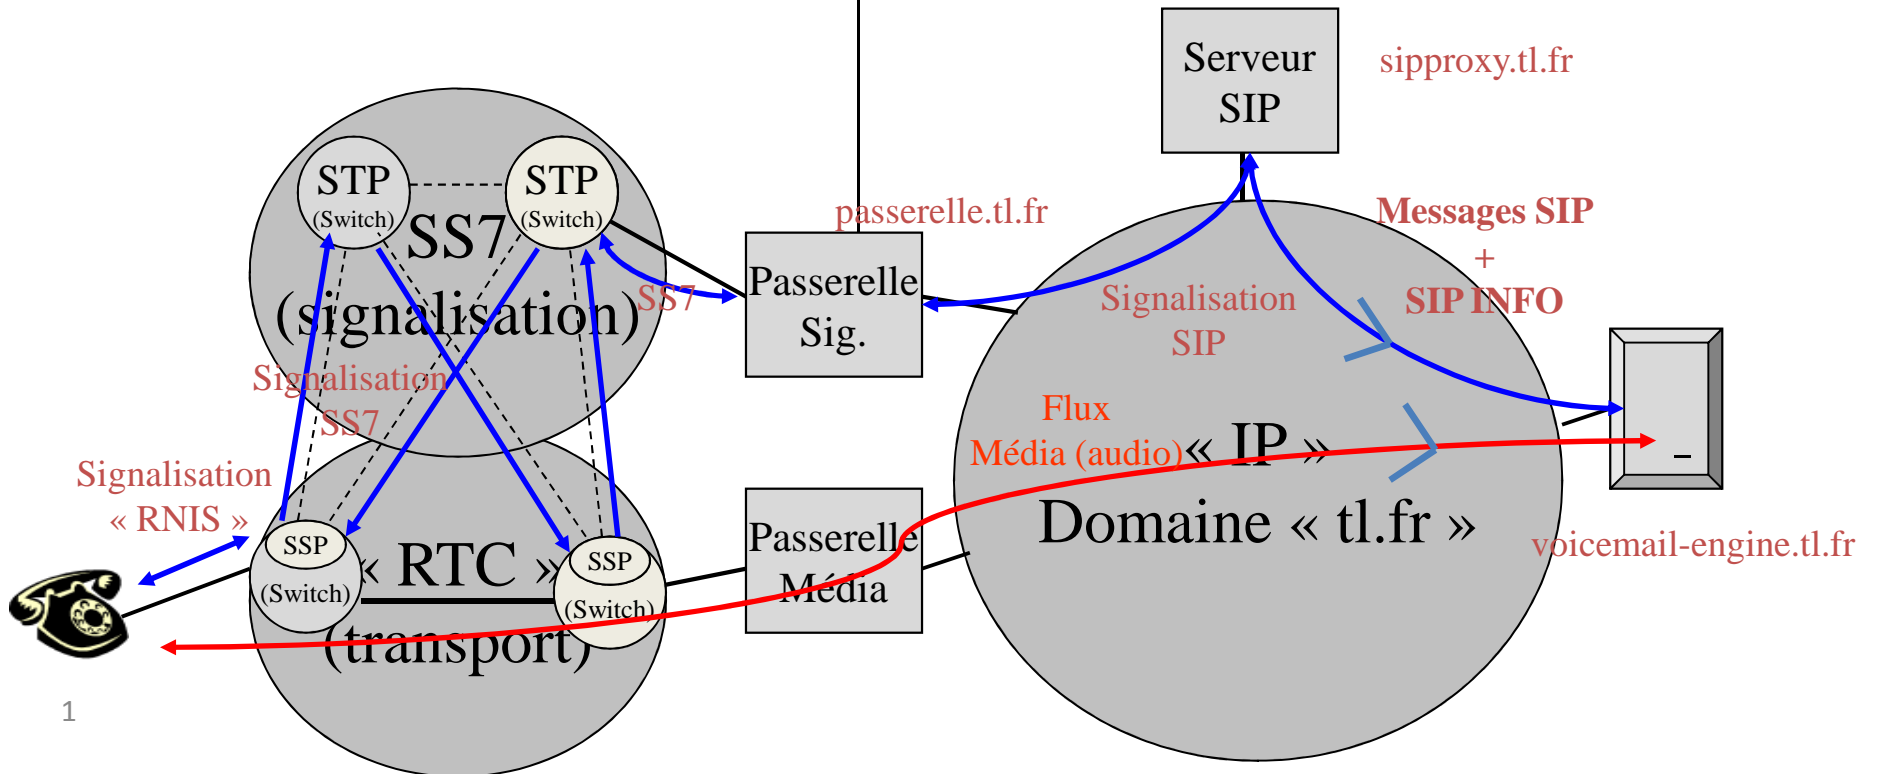 Serveur
SIP
sipproxy.tl.fr
STP
(Switch)
STP
(Switch)
SS7
(signalisation)
passerelle.tl.fr
Messages SIP
+
SIP INFO
SS7
Passerelle
Sig.
Signalisation
SIP
Signalisation
SS7
Flux
Média (audio)
« IP »
Domaine « tl.fr »
Signalisation
« RNIS »
SSP
(Switch)
« RTC »
(transport)
SSP
(Switch)
Passerelle
Média
voicemail-engine.tl.fr
1